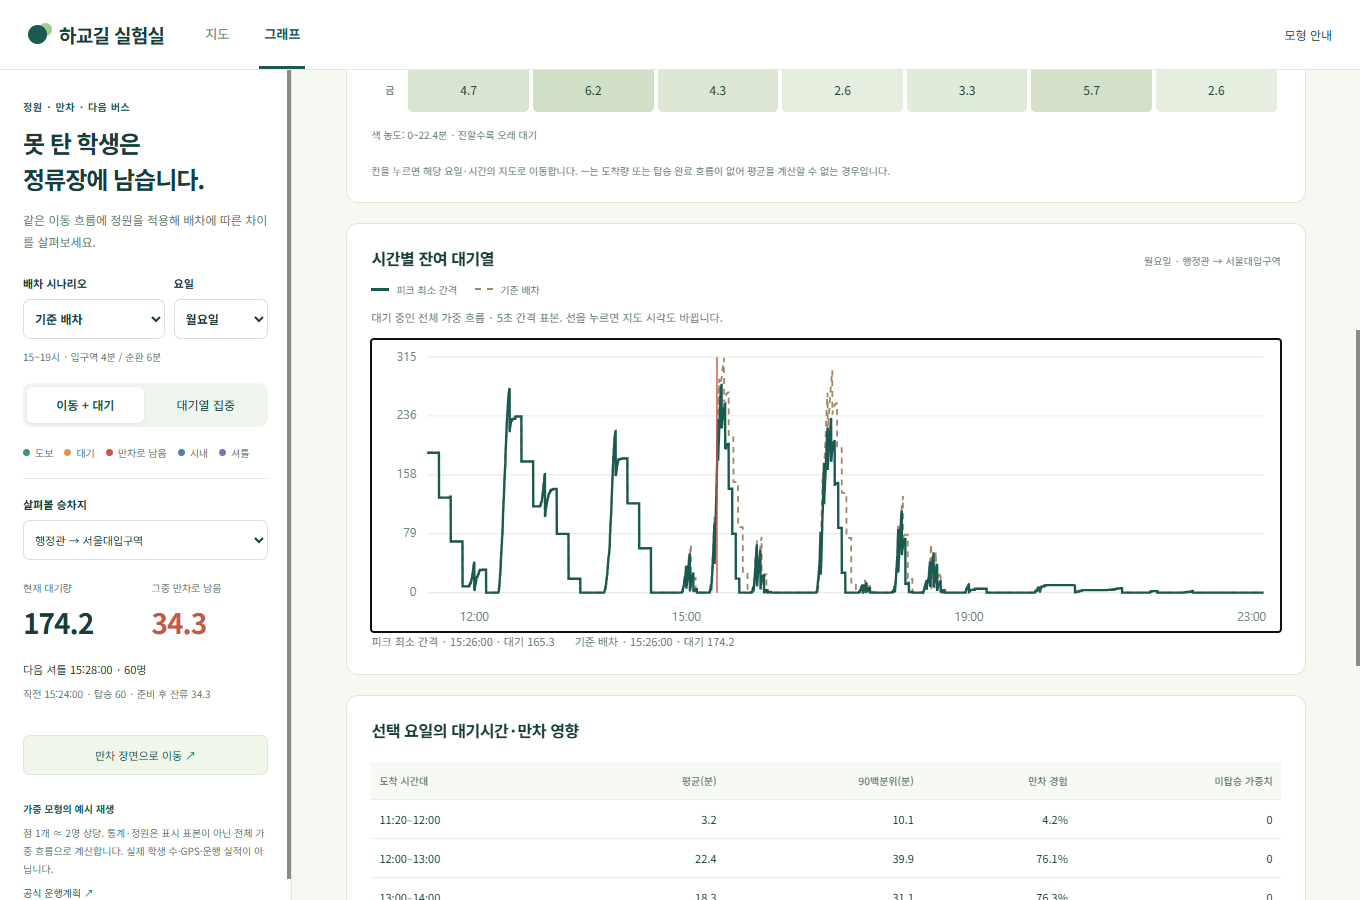 하교길 실험실
지도
그래프
모형 안내
정원 · 만차 · 다음 버스
못 탄 학생은
정류장에 남습니다.
같은 이동 흐름에 정원을 적용해 배차에 따른 차이
를 살펴보세요.
배차 시나리오
요일
기준 배차
월요일
15~19시 · 입구역 4분 / 순환 6분
이동 + 대기
대기열 집중
도보
대기
만차로 남음
시내
셔틀
살펴볼 승차지
행정관 → 서울대입구역
현재 대기량
그중 만차로 남음
174.2
34.3
다음 셔틀 15:28:00 · 60명
직전 15:24:00 · 탑승 60 · 준비 후 잔류 34.3
만차 장면으로 이동 ↗
가중 모형의 예시 재생
점 1개 ≈ 2명 상당. 통계·정원은 표시 표본이 아닌 전체 가
중 흐름으로 계산합니다. 실제 학생 수·GPS·운행 실적이 아
닙니다.
공식 운행계획 ↗
금
4.7
6.2
4.3
2.6
3.3
5.7
2.6
색 농도: 0~22.4분 · 진할수록 오래 대기
칸을 누르면 해당 요일·시간의 지도로 이동합니다. —는 도착량 또는 탑승 완료 흐름이 없어 평균을 계산할 수 없는 경우입니다.
시간별 잔여 대기열
월요일 · 행정관 → 서울대입구역
피크 최소 간격
기준 배차
대기 중인 전체 가중 흐름 · 5초 간격 표본. 선을 누르면 지도 시각도 바뀝니다.
315
236
158
79
0
12:00
15:00
19:00
23:00
피크 최소 간격 · 15:26:00 · 대기 165.3
기준 배차 · 15:26:00 · 대기 174.2
선택 요일의 대기시간·만차 영향
도착 시간대
평균(분)
90백분위(분)
만차 경험
미탑승 가중치
11:20–12:00
3.2
10.1
4.2%
0
12:00–13:00
22.4
39.9
76.1%
0
13:00–14:00
18.3
31.1
76.3%
0